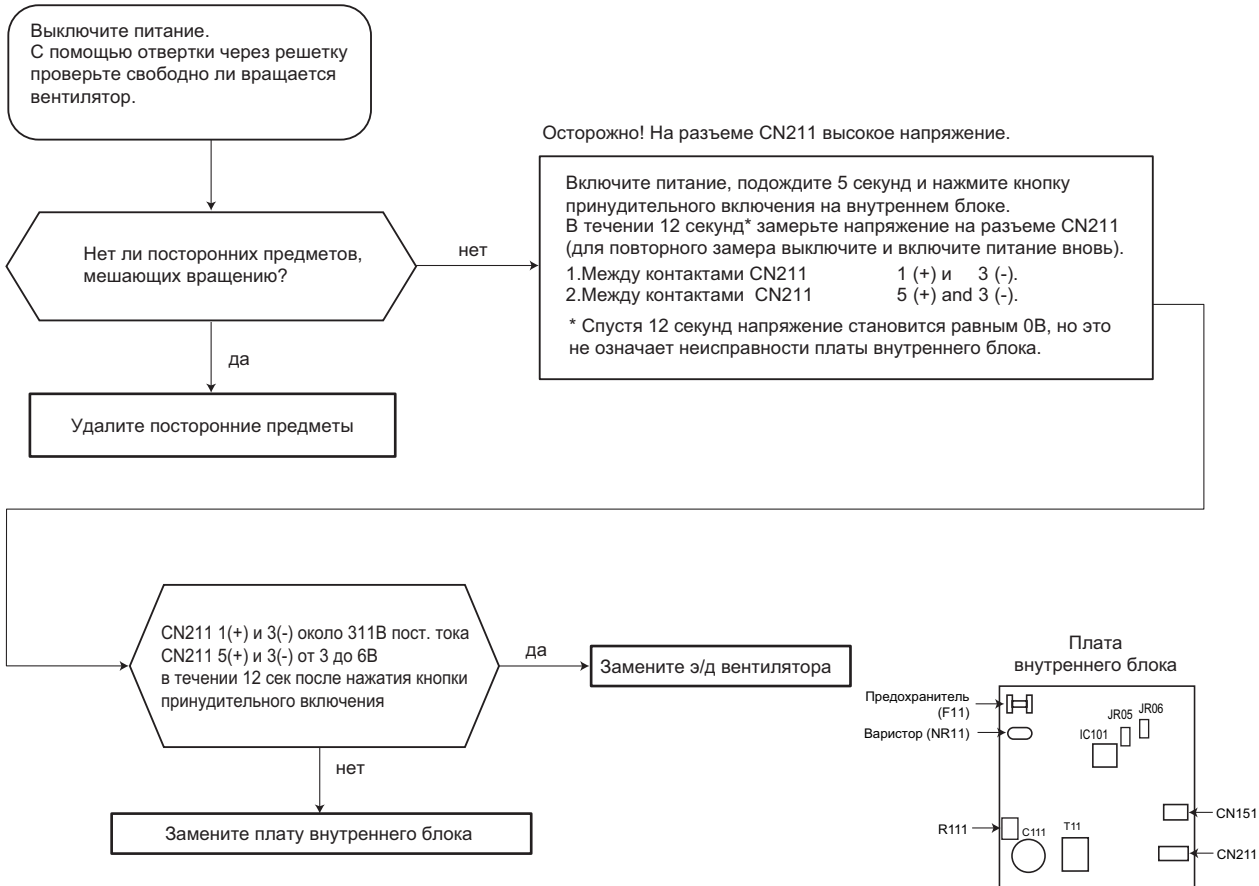 Выключите питание.
С помощью отвертки через решетку
проверьте свободно ли вращается
вентилятор.
Осторожно! На разъеме CN211 высокое напряжение.
Нет ли посторонних предметов,
мешающих вращению?
нет
Включите питание, подождите 5 секунд и нажмите кнопку
принудительного включения на внутреннем блоке.
В течении 12 секунд* замерьте напряжение на разъеме CN211
(для повторного замера выключите и включите питание вновь).
1.Между контактами CN211 1 (+) и 3 (-).
2.Между контактами CN211 5 (+) and 3 (-).
* Спустя 12 секунд напряжение становится равным 0В, но это
не означает неисправности платы внутреннего блока.
да
Удалите посторонние предметы
CN211 1(+) и 3(-) около 311В пост. тока
CN211 5(+) и 3(-) от 3 до 6В
в течении 12 сек после нажатия кнопки
принудительного включения
да
Замените э/д вентилятора
нет
Замените плату внутреннего блока
Плата
внутреннего блока
Предохранитель
(F11)
Варистор (NR11)
JR05
JR06
IC101
CN151
R111
C111
T11
CN211